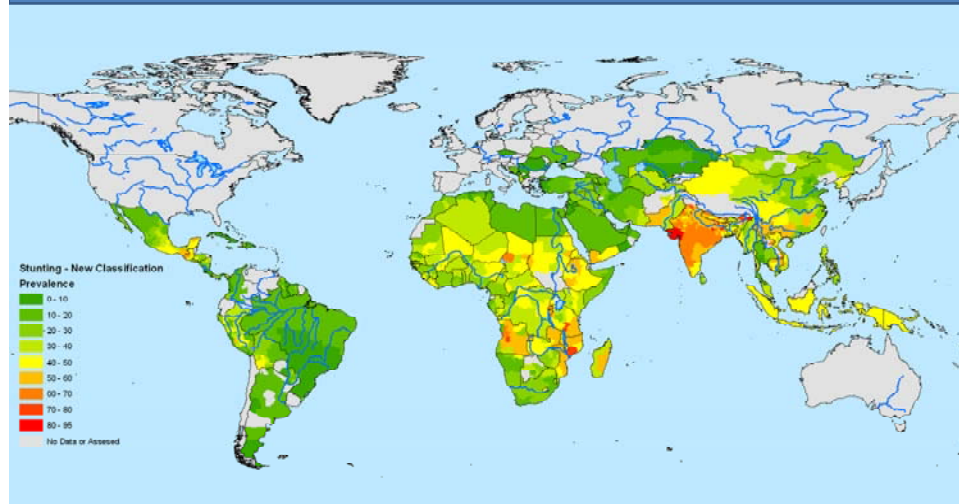 Stunting - New Classification
Prevalence
0 - 10
10 - 20
20 - 30
30 - 40
40 - 50
50 - 60
60 - 70
70 - 80
80 - 95
No Data or Assesed